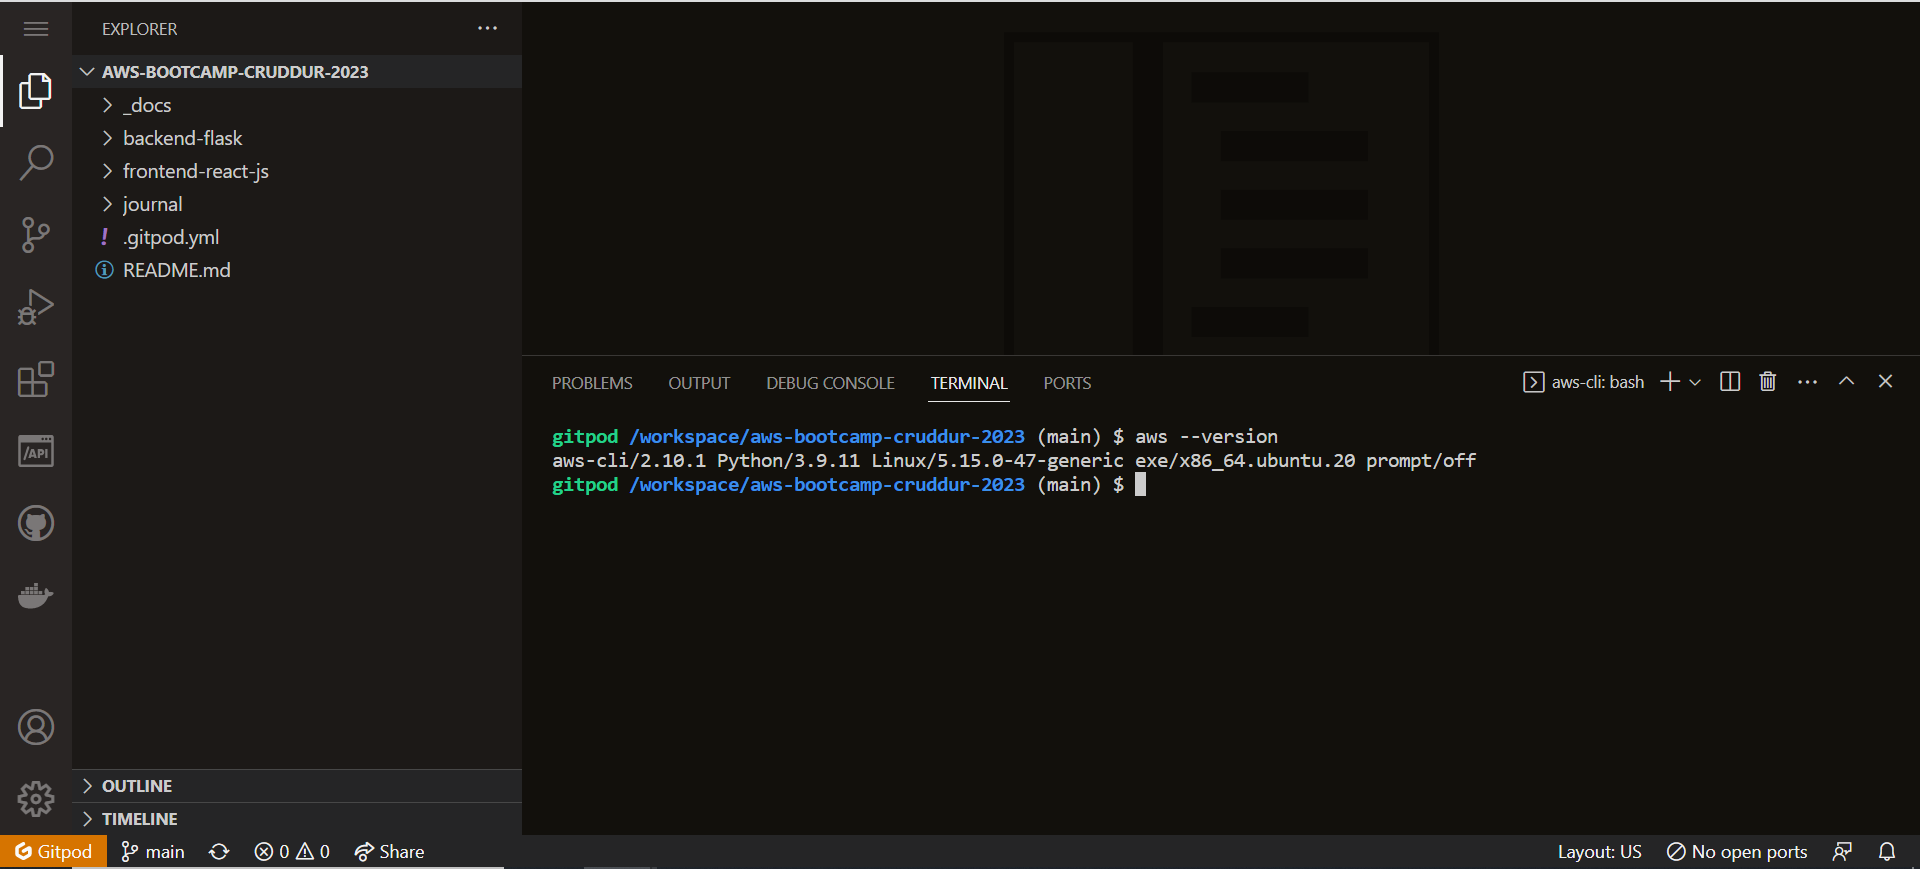 EXPLORER
AWS-BOOTCAMP-CRUDDUR-2023
_docs
backend-flask
frontend-react-js
journal
! .gitpod.yml
README.md
/API
OUTLINE
TIMELINE
PROBLEMS OUTPUT DEBUG CONSOLE TERMINAL PORTS aws-cli: bash
gitpod /workspace/aws-bootcamp-cruddur-2023 (main) $ aws --version
aws-cli/2.10.1 Python/3.9.11 Linux/5.15.0-47-generic exe/x86_64.ubuntu.20 prompt/off
gitpod /workspace/aws-bootcamp-cruddur-2023 (main) $
Gitpod main 0 0 Share Layout: US No open ports